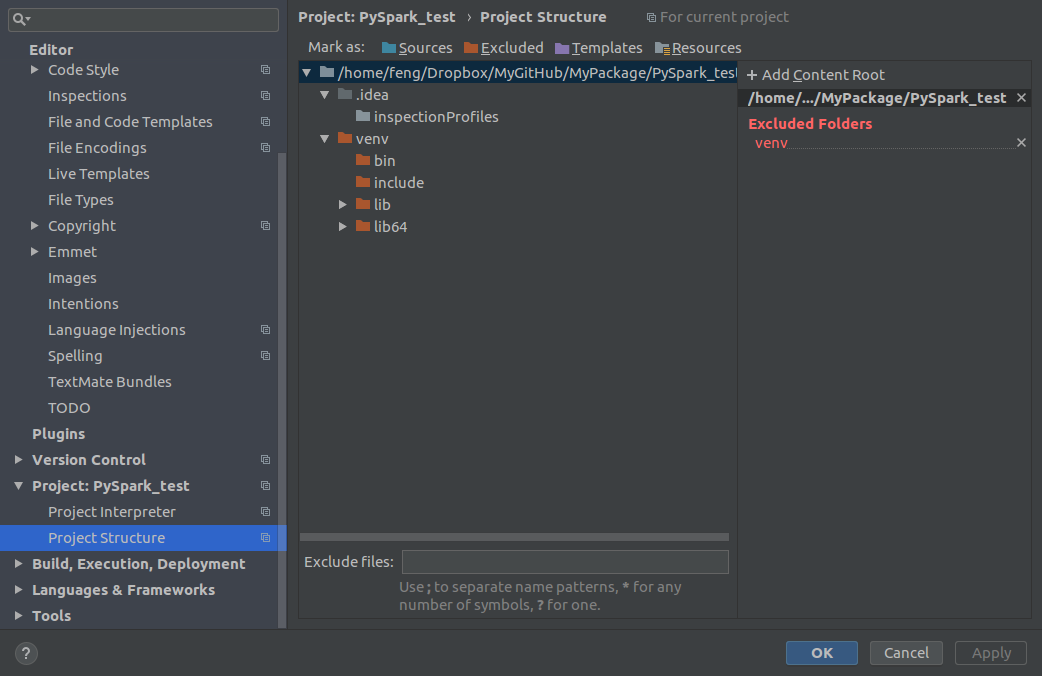 Editor
Code Style
Inspections
File and Code Templates
File Encodings
Live Templates
File Types
Copyright
Emmet
Images
Intentions
Language Injections
Spelling
TextMate Bundles
TODO
Plugins
Version Control
Project: PySpark_test
Project Interpreter
Project Structure
Build, Execution, Deployment
Languages & Frameworks
Tools
Project: PySpark_test › Project Structure For current project
Mark as: Sources Excluded Templates Resources
/home/feng/Dropbox/MyGitHub/MyPackage/PySpark_test
.idea
inspectionProfiles
venv
bin
include
lib
lib64
Exclude files:
Use ; to separate name patterns, * for any
number of symbols, ? for one.
+ Add Content Root
/home/.../MyPackage/PySpark_test ×
Excluded Folders
venv ×
? OK Cancel Apply